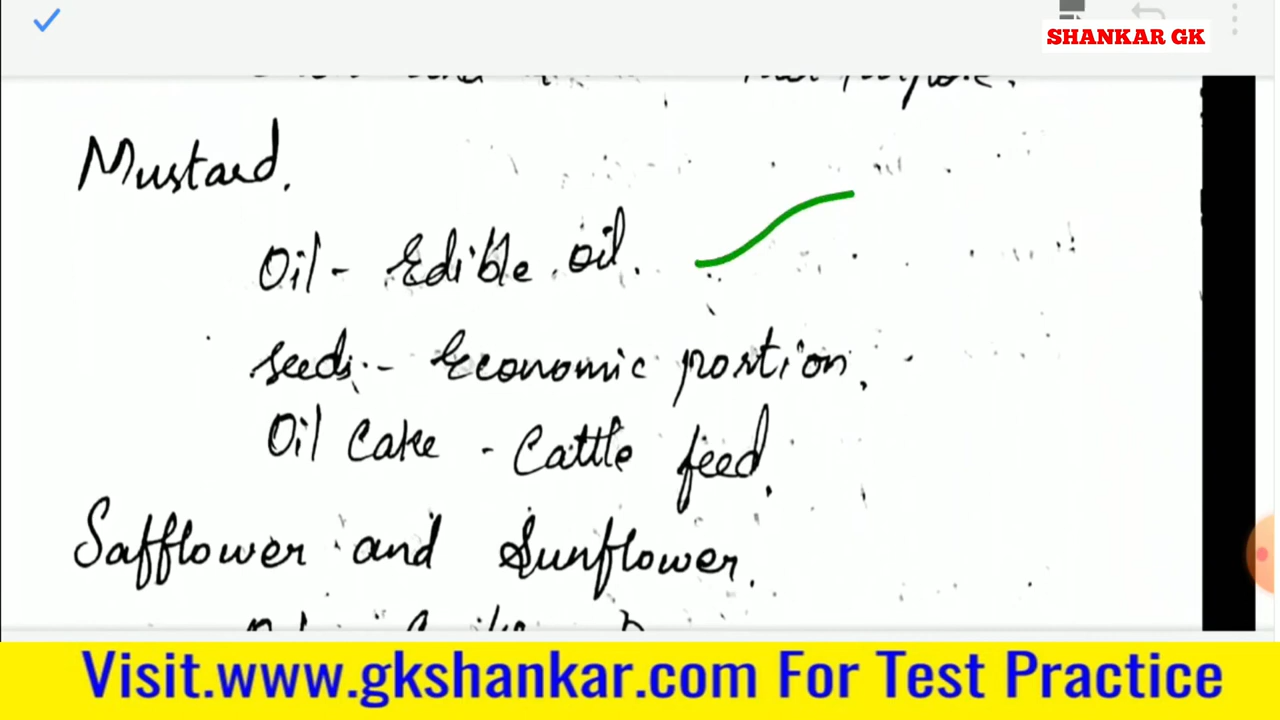 SHANKAR GK
Mustard.
Oil - Edible oil.
seeds - Economic portion.
Oil cake - Cattle feed.
Safflower and Sunflower.
Visit.www.gkshankar.com For Test Practice